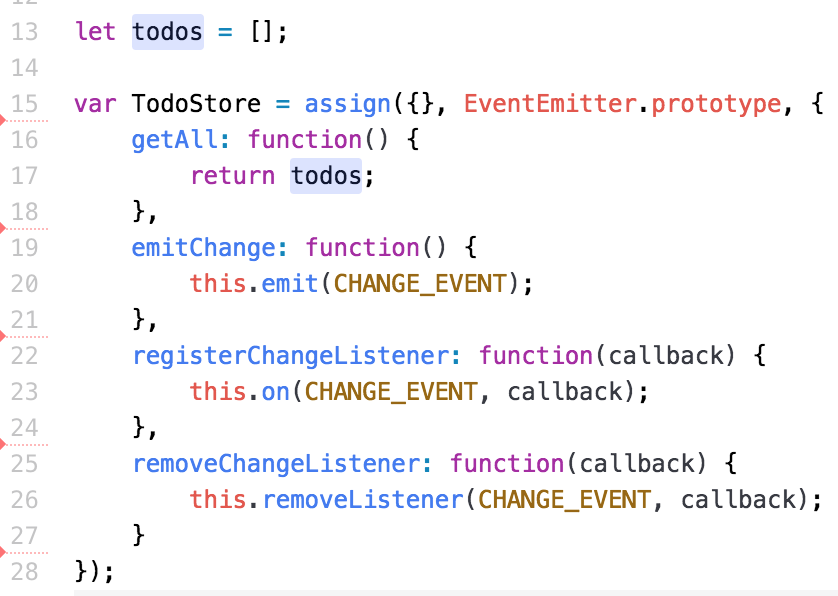 12
13 let todos = [];
14
15 var TodoStore = assign({}, EventEmitter.prototype, {
16     getAll: function() {
17         return todos;
18     },
19     emitChange: function() {
20         this.emit(CHANGE_EVENT);
21     },
22     registerChangeListener: function(callback) {
23         this.on(CHANGE_EVENT, callback);
24     },
25     removeChangeListener: function(callback) {
26         this.removeListener(CHANGE_EVENT, callback);
27     }
28 });